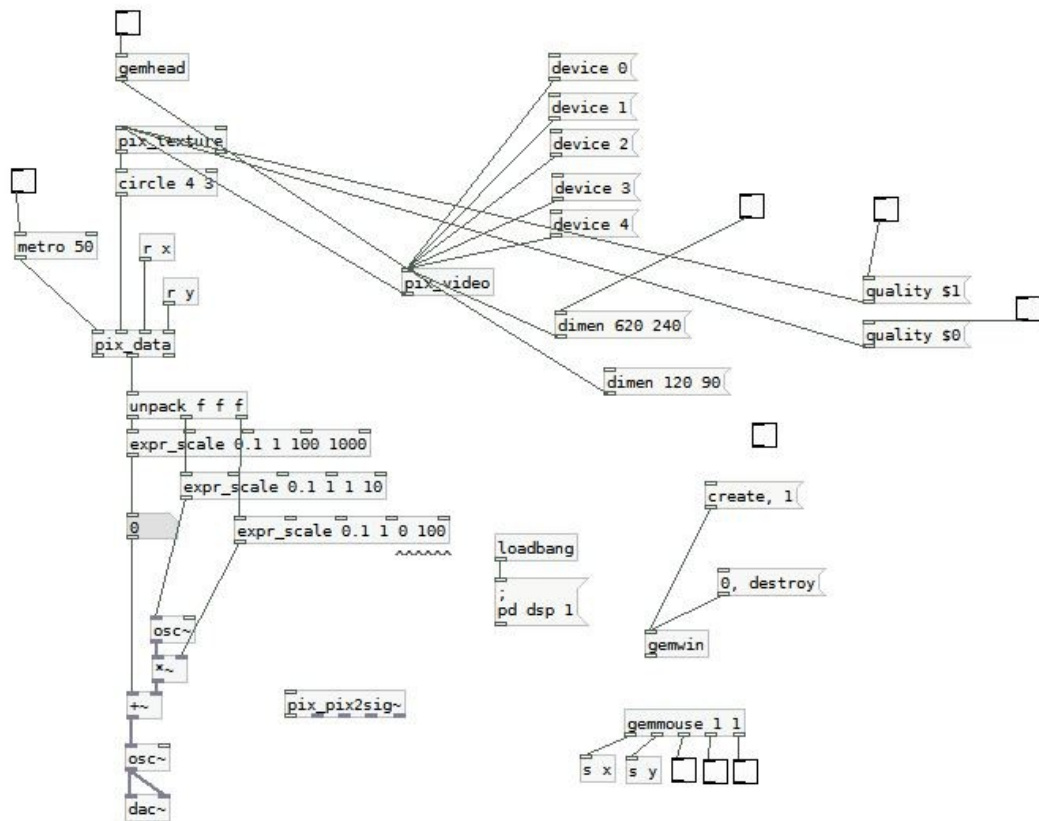 gemhead
device 0
device 1
device 2
device 3
device 4
pix_texture
circle 4 3
metro 50
r x
r y
pix_video
quality $1
quality $0
dimen 620 240
dimen 120 90
pix_data
unpack f f f
expr_scale 0.1 1 100 1000
expr_scale 0.1 1 1 10
0
expr_scale 0.1 1 0 100
^^^^^^
create, 1
loadbang
;
pd dsp 1
0, destroy
osc~
gemwin
*~
+~
pix_pix2sig~
gemmouse 1 1
osc~
s x
s y
dac~